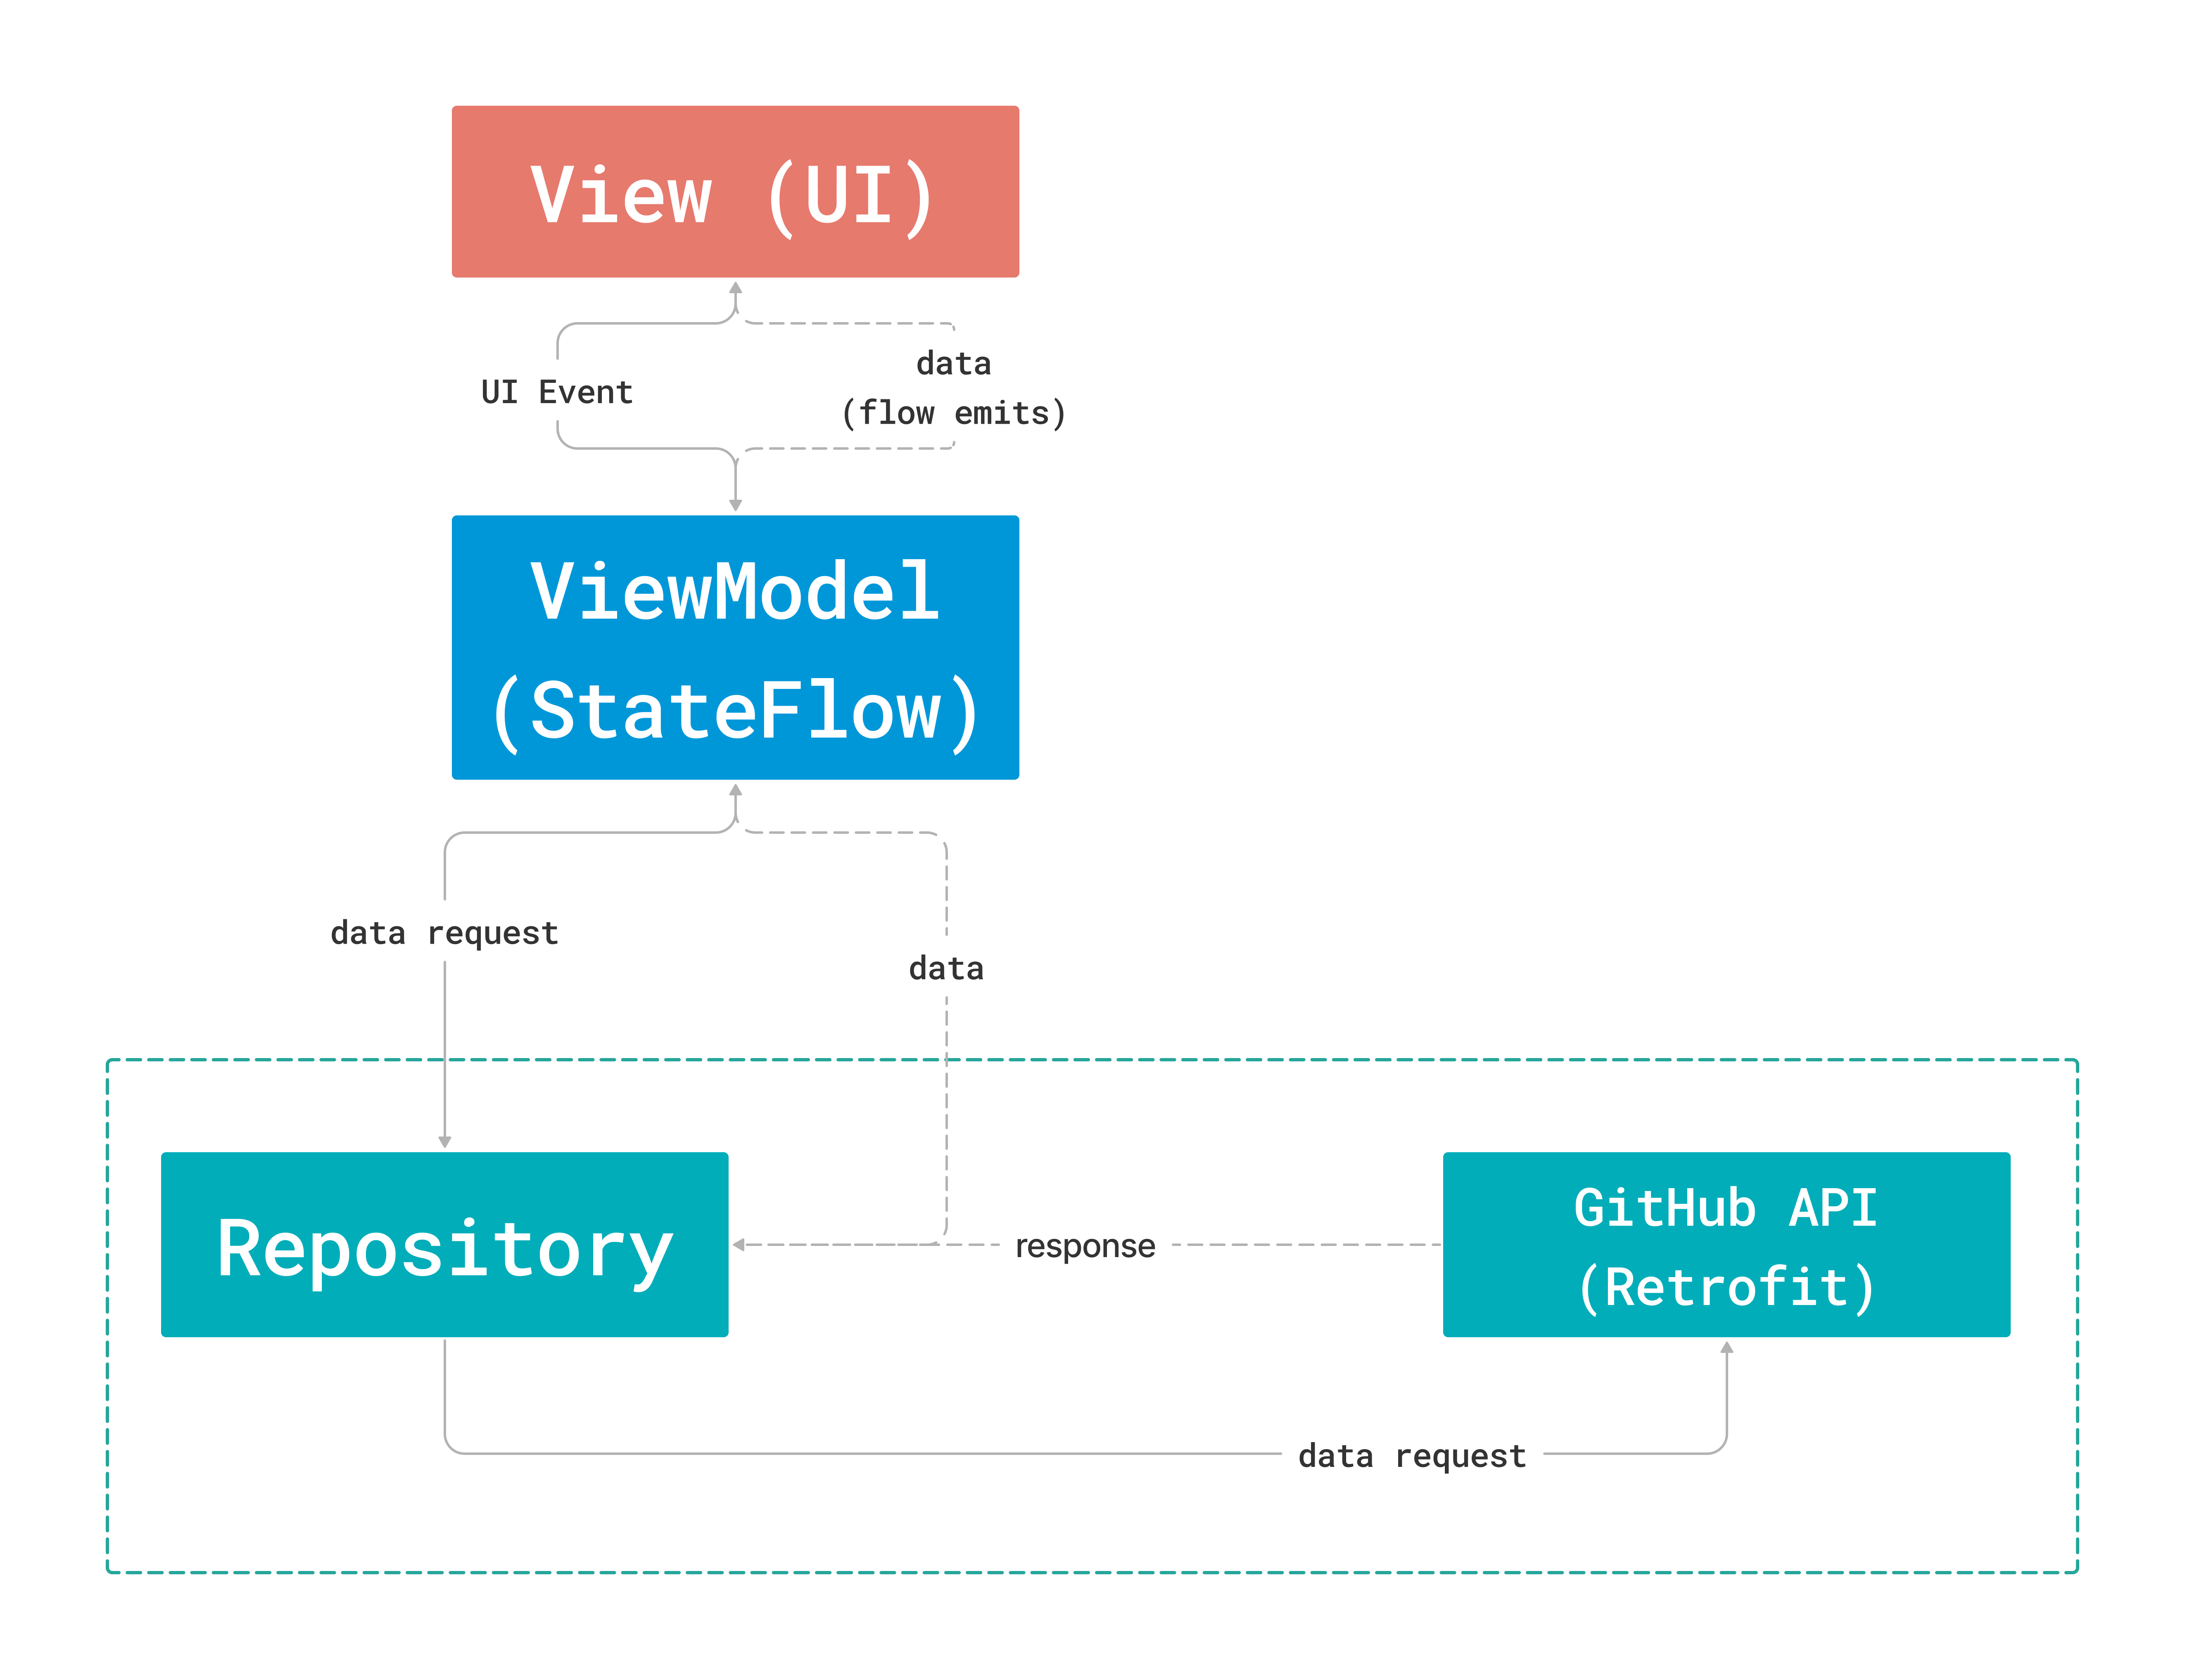 View (UI)
UI Event
data
(flow emits)
ViewModel
(StateFlow)
data request
data
Repository
response
GitHub API
(Retrofit)
data request